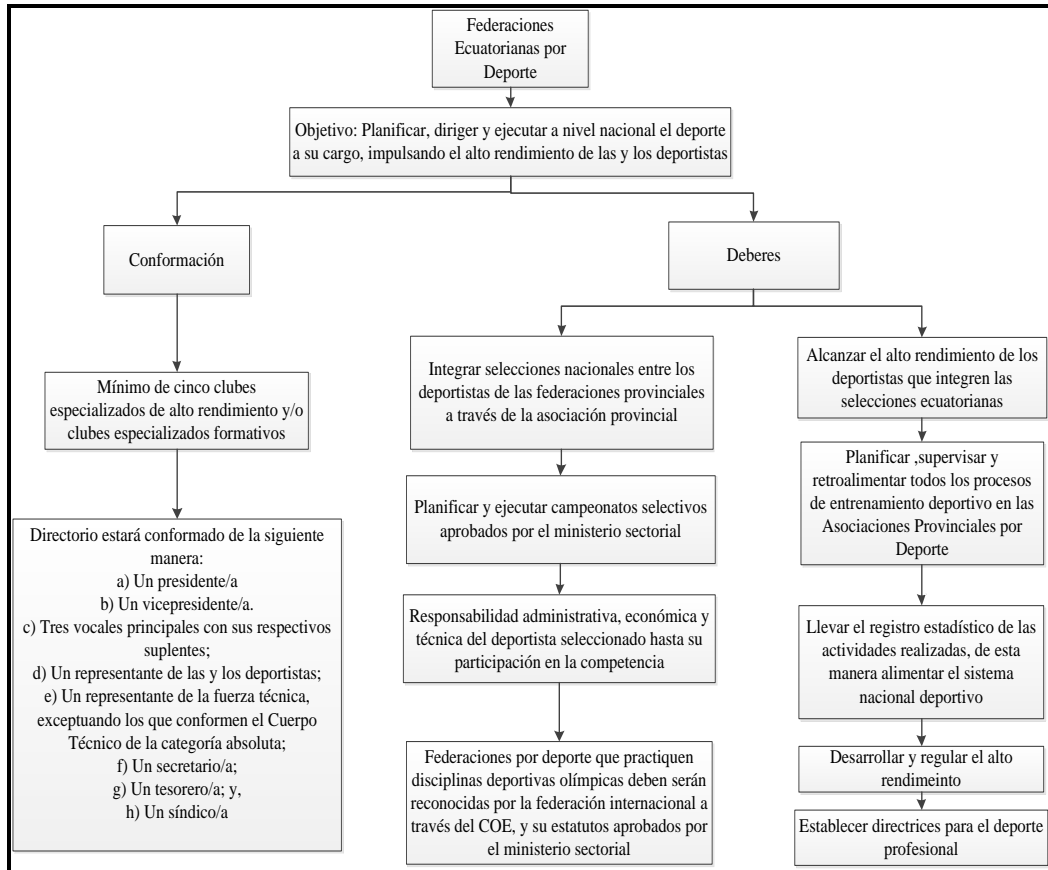 Federaciones
Ecuatorianas por
Deporte
Objetivo: Planificar, diriger y ejecutar a nivel nacional el deporte
a su cargo, impulsando el alto rendimiento de las y los deportistas
Conformación
Mínimo de cinco clubes
especializados de alto rendimiento y/o
clubes especializados formativos
Directorio estará conformado de la siguiente
manera:
a) Un presidente/a
b) Un vicepresidente/a.
c) Tres vocales principales con sus respectivos
suplentes;
d) Un representante de las y los deportistas;
e) Un representante de la fuerza técnica,
exceptuando los que conformen el Cuerpo
Técnico de la categoría absoluta;
f) Un secretario/a;
g) Un tesorero/a; y,
h) Un síndico/a
Deberes
Integrar selecciones nacionales entre los
deportistas de las federaciones provinciales
a través de la asociación provincial
Planificar y ejecutar campeonatos selectivos
aprobados por el ministerio sectorial
Responsabilidad administrativa, económica y
técnica del deportista seleccionado hasta su
participación en la competencia
Federaciones por deporte que practiquen
disciplinas deportivas olímpicas deben serán
reconocidas por la federación internacional a
través del COE, y su estatutos aprobados por
el ministerio sectorial
Alcanzar el alto rendimiento de los
deportistas que integren las
selecciones ecuatorianas
Planificar ,supervisar y
retroalimentar todos los procesos
de entrenamiento deportivo en las
Asociaciones Provinciales por
Deporte
Llevar el registro estadístico de las
actividades realizadas, de esta
manera alimentar el sistema
nacional deportivo
Desarrollar y regular el alto
rendimeinto
Establecer directrices para el deporte
profesional